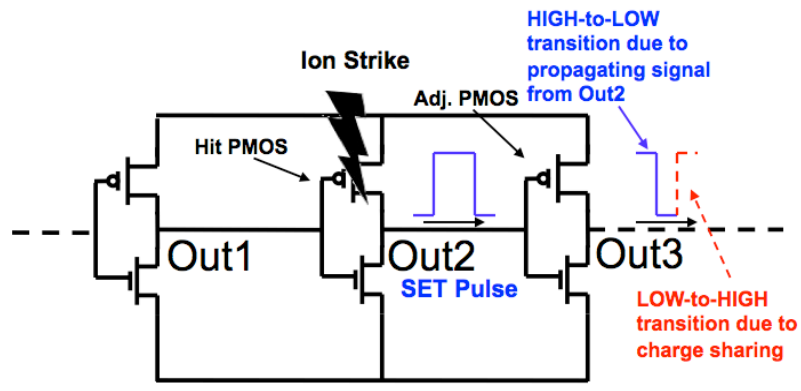 HIGH-to-LOW
transition due to
propagating signal
from Out2
Ion Strike
Adj. PMOS
Hit PMOS
Out1
Out2
Out3
SET Pulse
LOW-to-HIGH
transition due to
charge sharing